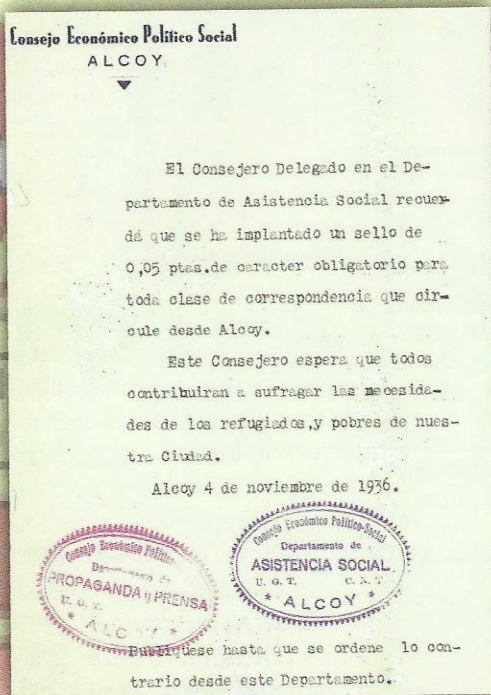 Consejo Económico Político Social
ALCOY
El Consejero Delegado en el De-
partamento de Asistencia Social recuer-
da que se ha implantado un sello de
0,05 ptas.de caracter obligatorio para
toda clase de correspondencia que cir-
cule desde Alcoy.
Este Consejero espera que todos
contribuiran a sufragar las necesida-
des de los refugiados,y pobres de nues-
tra Ciudad.
Alcoy 4 de noviembre de 1936.
Consejo Económico Político
Departamento de
PROPAGANDA y PRENSA
U. G. T.
* ALCOY *
Consejo Económico Político-Social
Departamento de
ASISTENCIA SOCIAL
U. G. T. C. N. T
* ALCOY *
Publíquese hasta que se ordene lo con-
trario desde este Departamento.